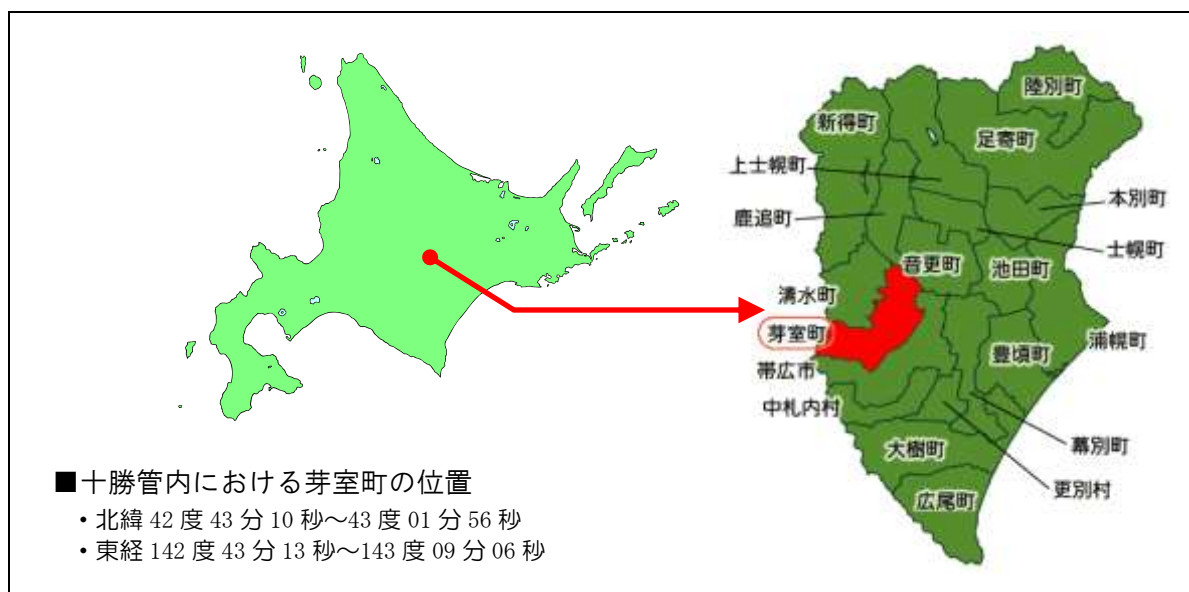 陸別町
新得町
足寄町
上士幌町
本別町
鹿追町
士幌町
音更町
池田町
清水町
芽室町
豊頃町
浦幌町
帯広市
中札内村
幕別町
大樹町
更別村
広尾町
■十勝管内における芽室町の位置
・北緯 42 度 43 分 10 秒～43 度 01 分 56 秒
・東経 142 度 43 分 13 秒～143 度 09 分 06 秒